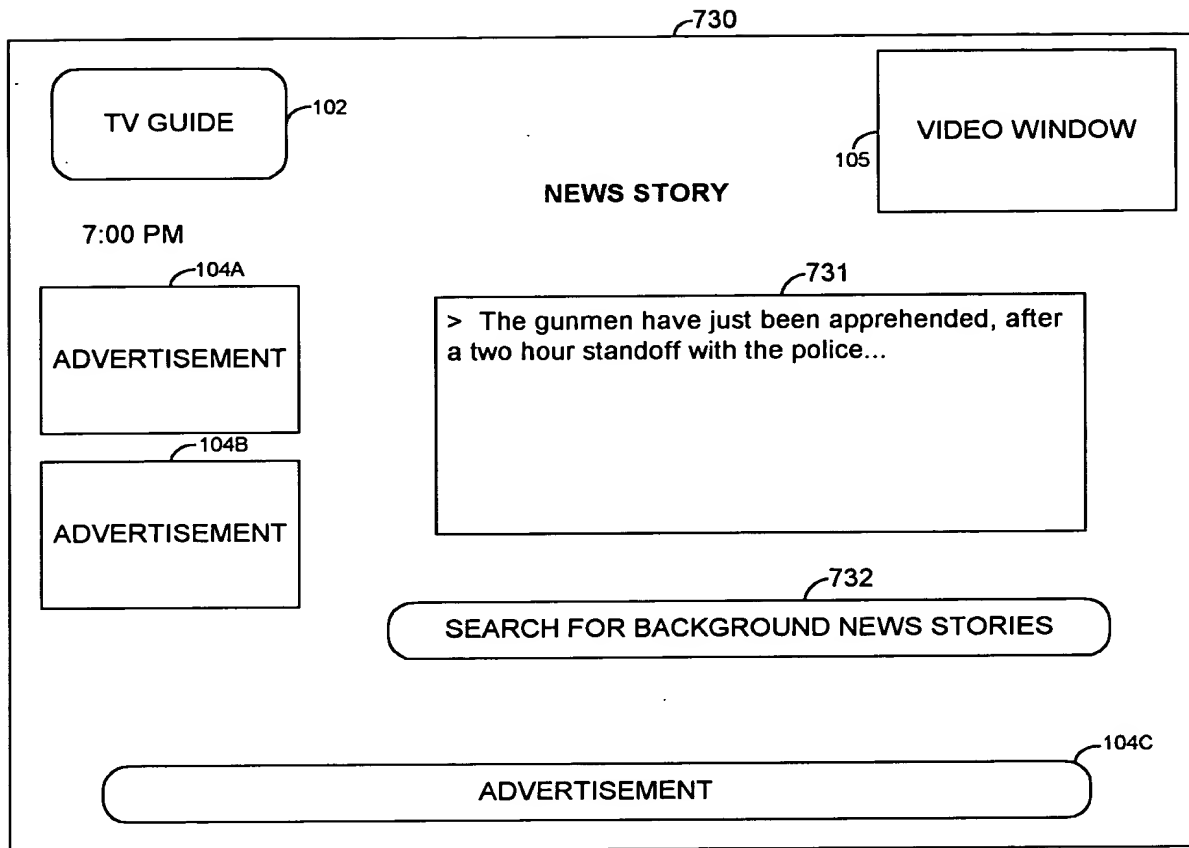 730
TV GUIDE
102
VIDEO WINDOW
105
NEWS STORY
7:00 PM
104A
ADVERTISEMENT
731
> The gunmen have just been apprehended, after
a two hour standoff with the police...
104B
ADVERTISEMENT
732
SEARCH FOR BACKGROUND NEWS STORIES
104C
ADVERTISEMENT